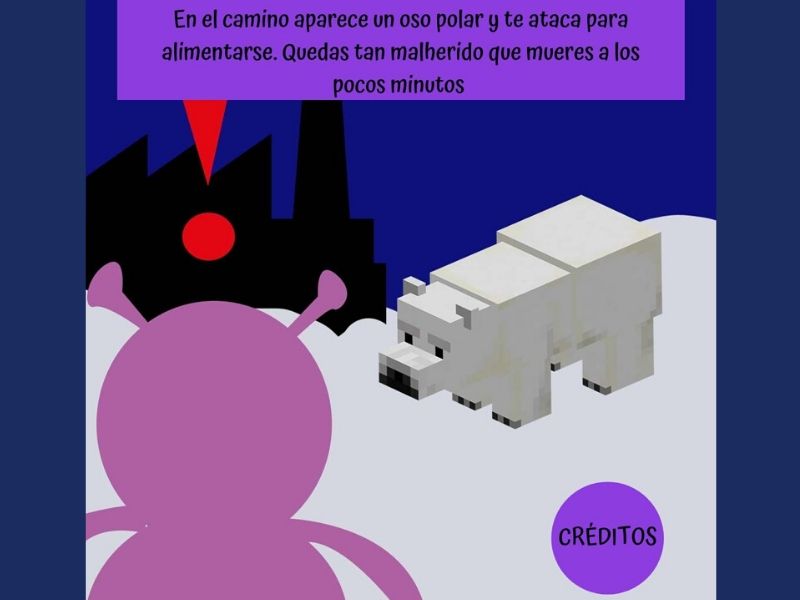 En el camino aparece un oso polar y te ataca para
alimentarse. Quedas tan malherido que mueres a los
pocos minutos
CRÉDITOS